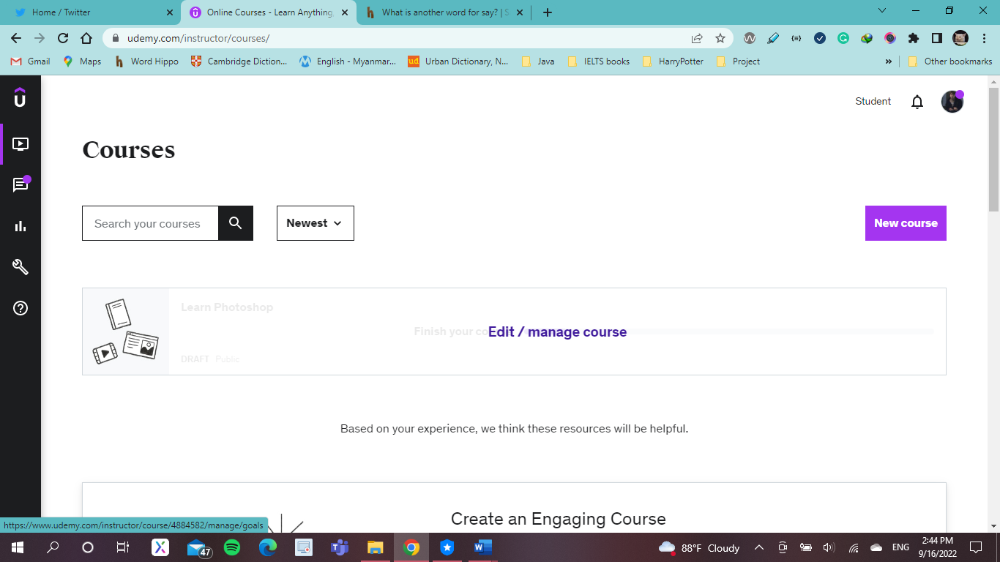 Home / Twitter
Online Courses - Learn Anything,
What is another word for say? | S
udemy.com/instructor/courses/
Gmail
Maps
Word Hippo
Cambridge Diction...
English - Myanmar...
ud
Urban Dictionary, N...
Java
IELTS books
HarryPotter
Project
»
Other bookmarks
Student
Courses
Search your courses
Newest
New course
Learn Photoshop
Finish your co
Edit / manage course
DRAFT Public
Based on your experience, we think these resources will be helpful.
Create an Engaging Course
https://www.udemy.com/instructor/course/4884582/manage/goals
47
88°F Cloudy
ENG
2:44 PM
9/16/2022